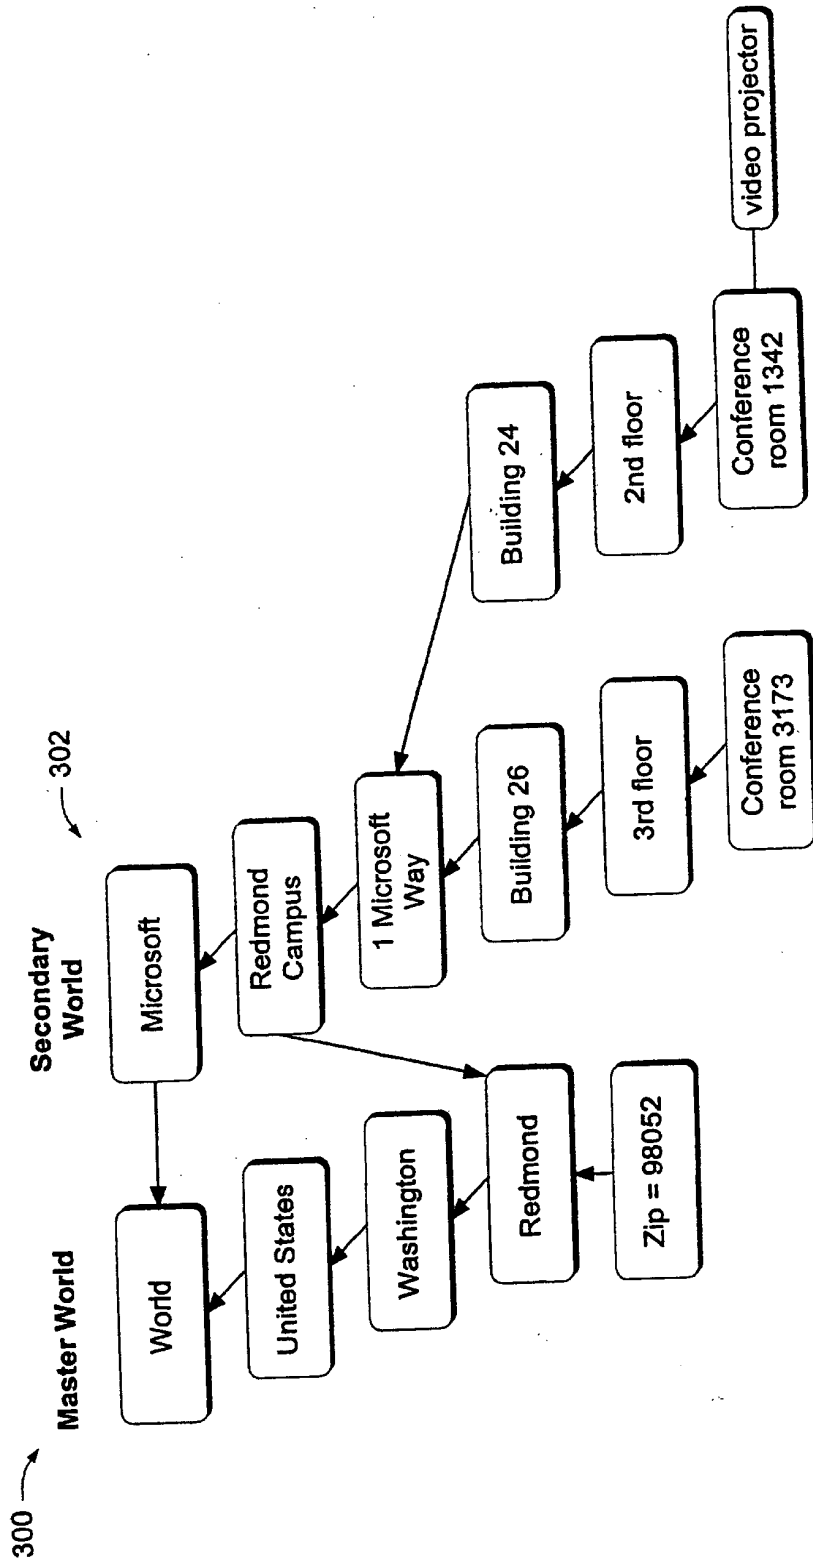 300
Master World
World
United States
Washington
Redmond
Zip = 98052
302
Secondary
World
Microsoft
Redmond
Campus
1 Microsoft
Way
Building 26
3rd floor
Conference
room 3173
Building 24
2nd floor
Conference
room 1342
video projector